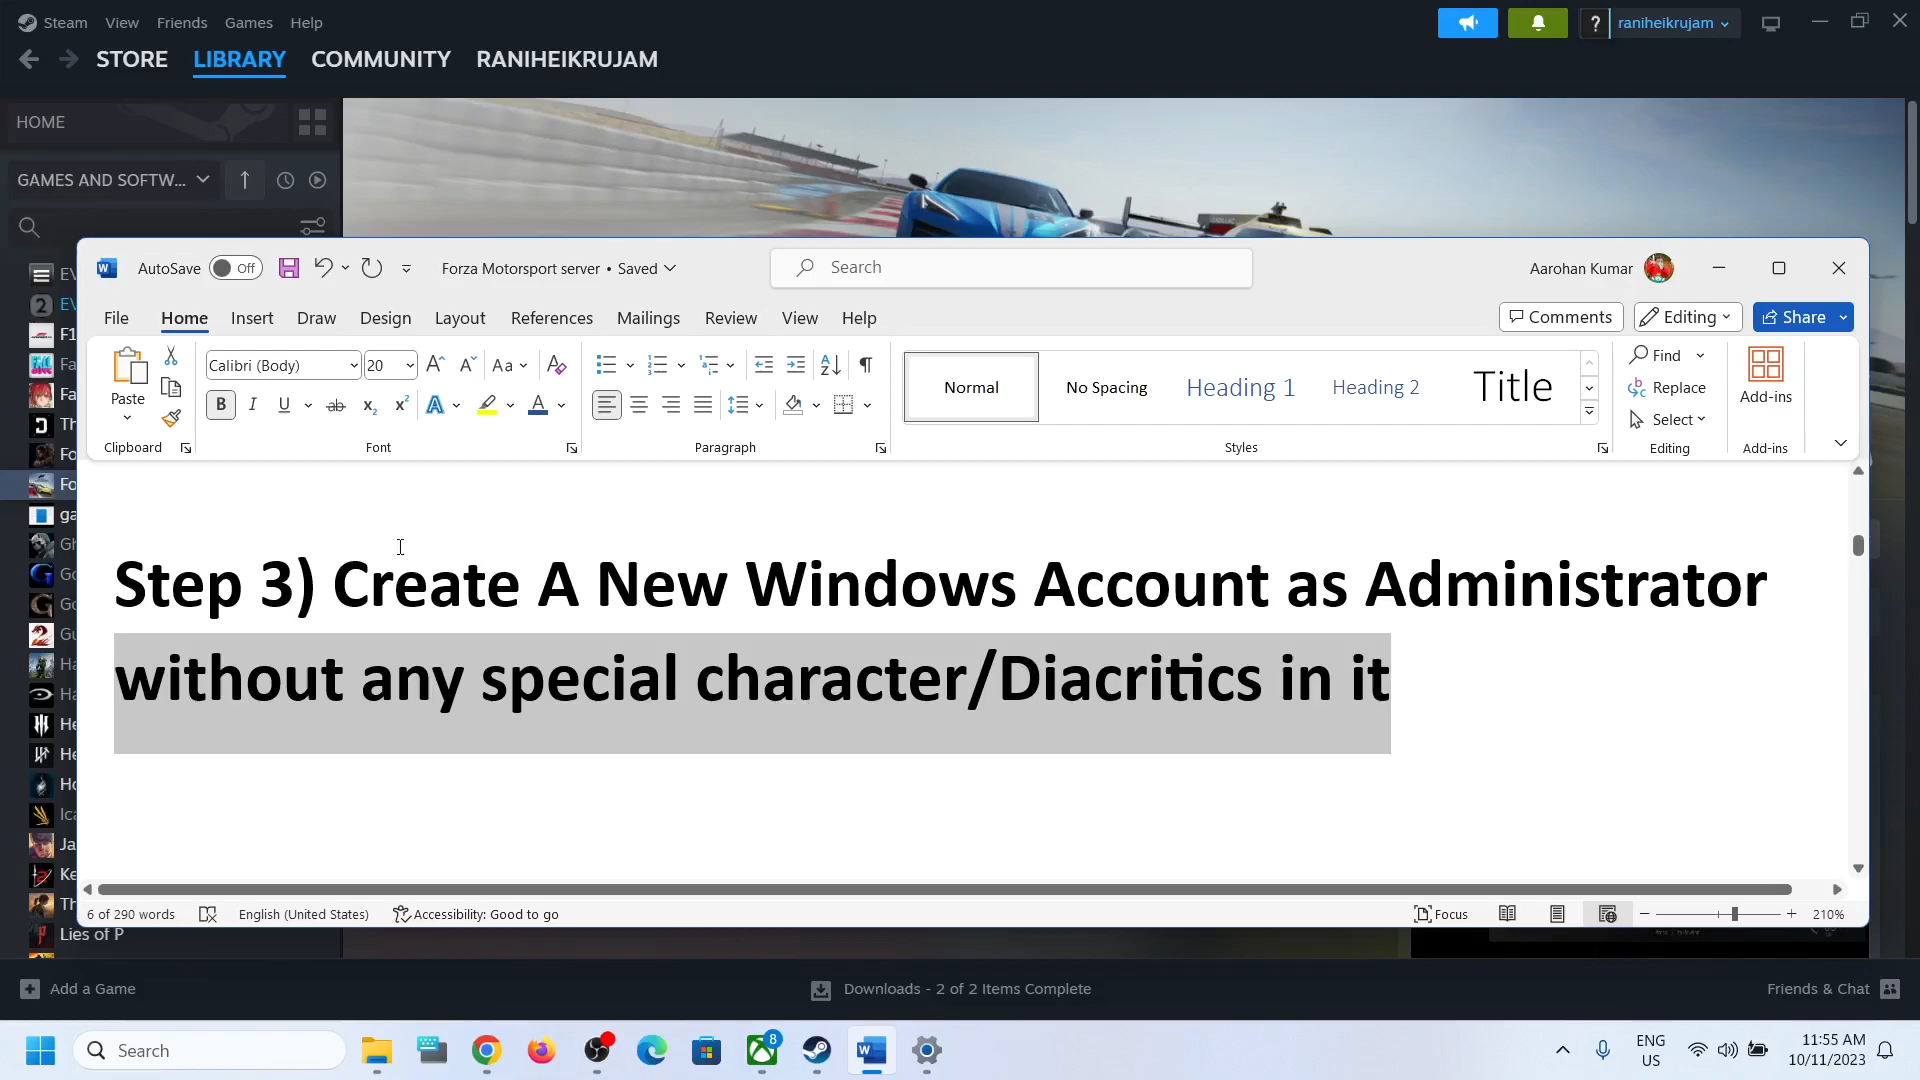 Steam View Friends Games Help
? raniheikrujam
STORE LIBRARY COMMUNITY RANIHEIKRUJAM
HOME
GAMES AND SOFTW...
AutoSave Off Forza Motorsport server • Saved Search Aarohan Kumar
File Home Insert Draw Design Layout References Mailings Review View Help Comments Editing Share
Calibri (Body) 20 Normal No Spacing Heading 1 Heading 2 Title Find
Replace
Select
Paste Add-ins
Clipboard Font Paragraph Styles Editing Add-ins
Step 3) Create A New Windows Account as Administrator
without any special character/Diacritics in it
6 of 290 words English (United States) Accessibility: Good to go Focus 210%
Lies of P
Add a Game Downloads - 2 of 2 Items Complete Friends & Chat
Search 8 ENG
US 11:55 AM
10/11/2023